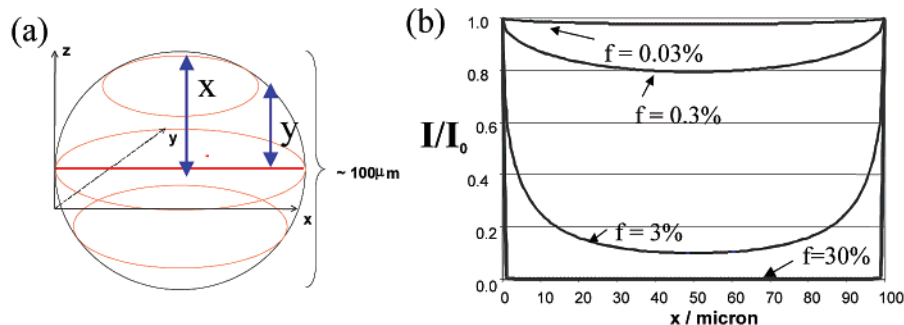 (a)
z
X
y
y
x
~ 100μm
(b)
1.0
0.8
0.6
0.4
0.2
0.0
I/I₀
f = 0.03%
f = 0.3%
f = 3%
f=30%
0 10 20 30 40 50 60 70 80 90 100
x / micron